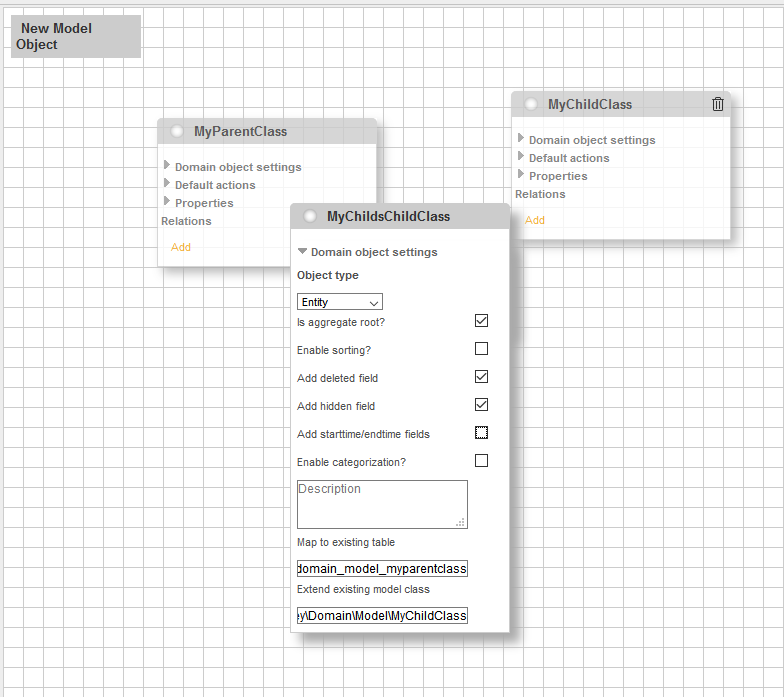 New Model
Object
MyParentClass
Domain object settings
Default actions
Properties
Relations
Add
MyChildClass
Domain object settings
Default actions
Properties
Relations
Add
MyChildsChildClass
Domain object settings
Object type
Entity
Is aggregate root?
Enable sorting?
Add deleted field
Add hidden field
Add starttime/endtime fields
Enable categorization?
Description
Map to existing table
domain_model_myparentclass
Extend existing model class
y\Domain\Model\MyChildClass